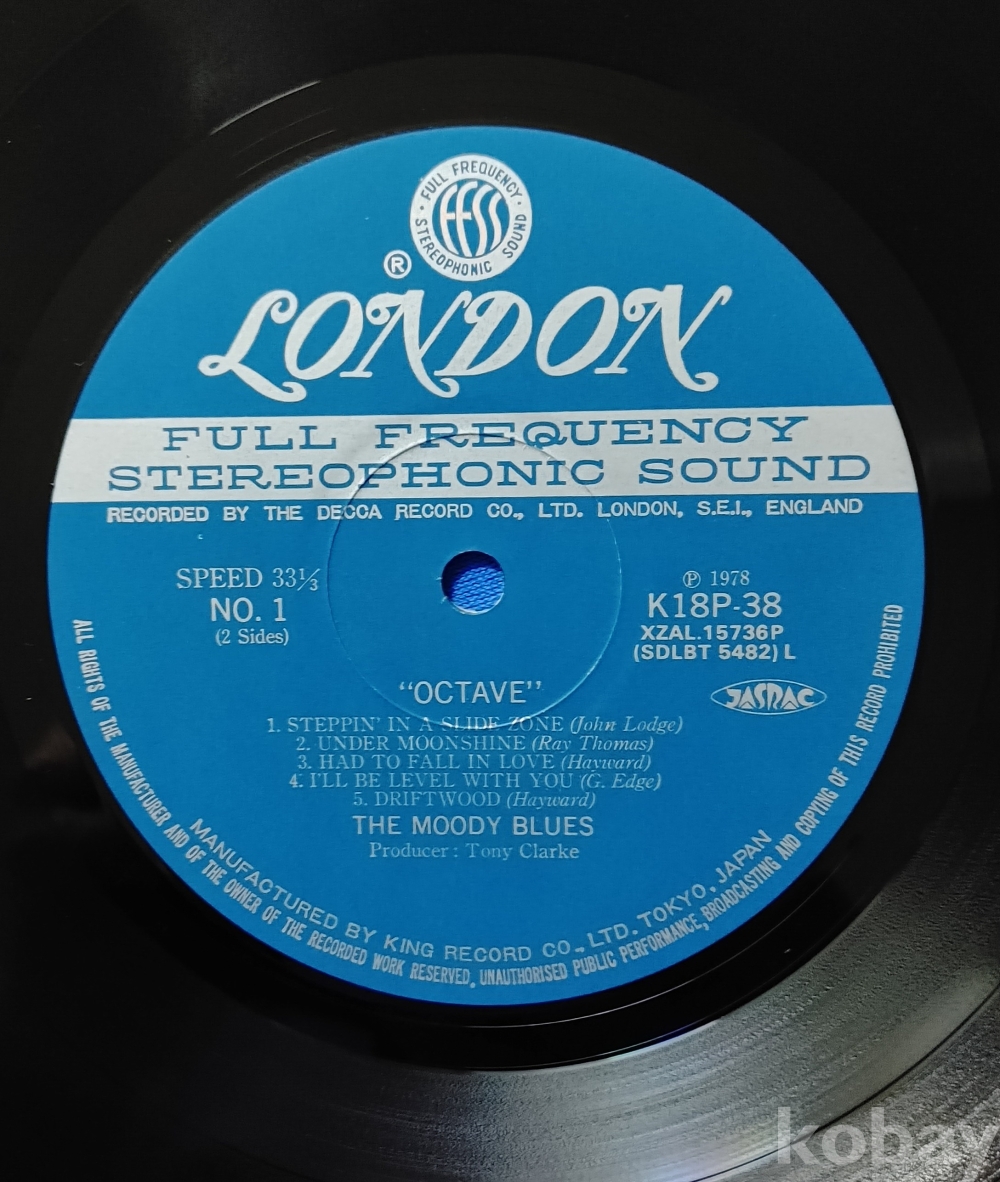 · FULL FREQUENCY ·
ffss
STEREOPHONIC SOUND
®
LONDON
FULL FREQUENCY
STEREOPHONIC SOUND
RECORDED BY THE DECCA RECORD CO., LTD. LONDON, S.E.I., ENGLAND
SPEED 33⅓
NO. 1
(2 Sides)
℗ 1978
K18P-38
XZAL.15736P
(SDLBT 5482) L
JASRAC
"OCTAVE"
1. STEPPIN' IN A SLIDE ZONE (John Lodge)
2. UNDER MOONSHINE (Ray Thomas)
3. HAD TO FALL IN LOVE (Hayward)
4. I'LL BE LEVEL WITH YOU (G. Edge)
5. DRIFTWOOD (Hayward)
THE MOODY BLUES
Producer : Tony Clarke
MANUFACTURED BY KING RECORD CO., LTD. TOKYO, JAPAN
ALL RIGHTS OF THE MANUFACTURER AND OF THE OWNER OF THE RECORDED WORK RESERVED, UNAUTHORISED PUBLIC PERFORMANCE, BROADCASTING AND COPYING OF THIS RECORD PROHIBITED
kobay